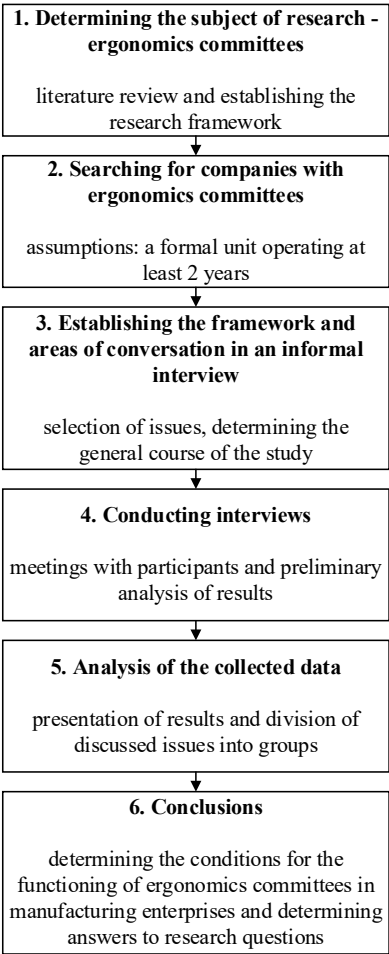 1. Determining the subject of research -
ergonomics committees
literature review and establishing the
research framework
2. Searching for companies with
ergonomics committees
assumptions: a formal unit operating at
least 2 years
3. Establishing the framework and
areas of conversation in an informal
interview
selection of issues, determining the
general course of the study
4. Conducting interviews
meetings with participants and preliminary
analysis of results
5. Analysis of the collected data
presentation of results and division of
discussed issues into groups
6. Conclusions
determining the conditions for the
functioning of ergonomics committees in
manufacturing enterprises and determining
answers to research questions